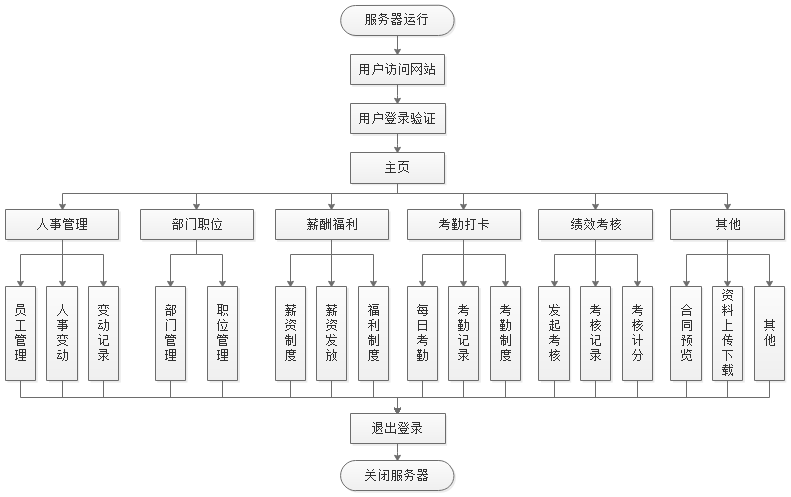 服务器运行
用户访问网站
用户登录验证
主页
人事管理
部门职位
薪酬福利
考勤打卡
绩效考核
其他
员工管理
人事变动
变动记录
部门管理
职位管理
薪资制度
薪资发放
福利制度
每日考勤
考勤记录
考勤制度
发起考核
考核记录
考核计分
合同预览
资料上传下载
其他
退出登录
关闭服务器